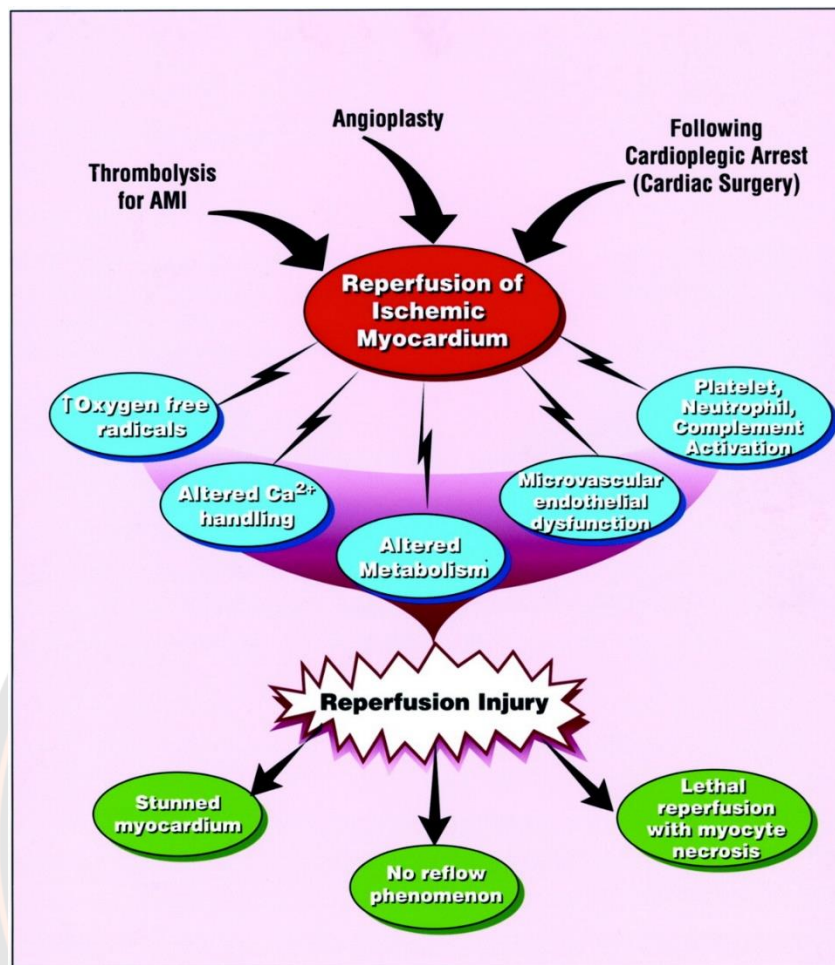 Angioplasty
Thrombolysis
for AMI
Following
Cardioplegic Arrest
(Cardiac Surgery)
Reperfusion of
Ischemic
Myocardium
↑Oxygen free
radicals
Altered Ca²⁺
handling
Altered
Metabolism
Microvascular
endothelial
dysfunction
Platelet,
Neutrophil,
Complement
Activation
Reperfusion Injury
Stunned
myocardium
No reflow
phenomenon
Lethal
reperfusion
with myocyte
necrosis